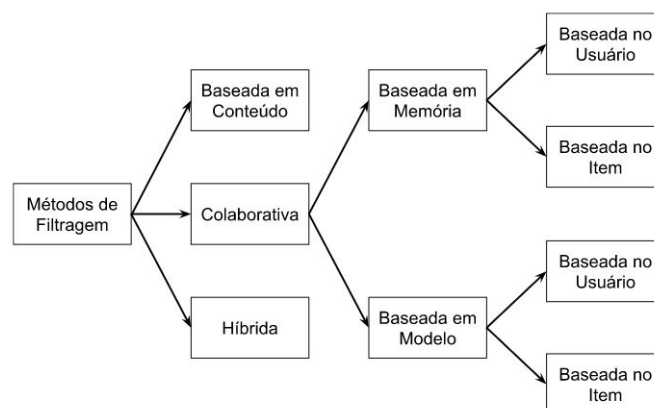 Métodos de
Filtragem
Baseada em
Conteúdo
Colaborativa
Híbrida
Baseada em
Memória
Baseada em
Modelo
Baseada no
Usuário
Baseada no
Item
Baseada no
Usuário
Baseada no
Item